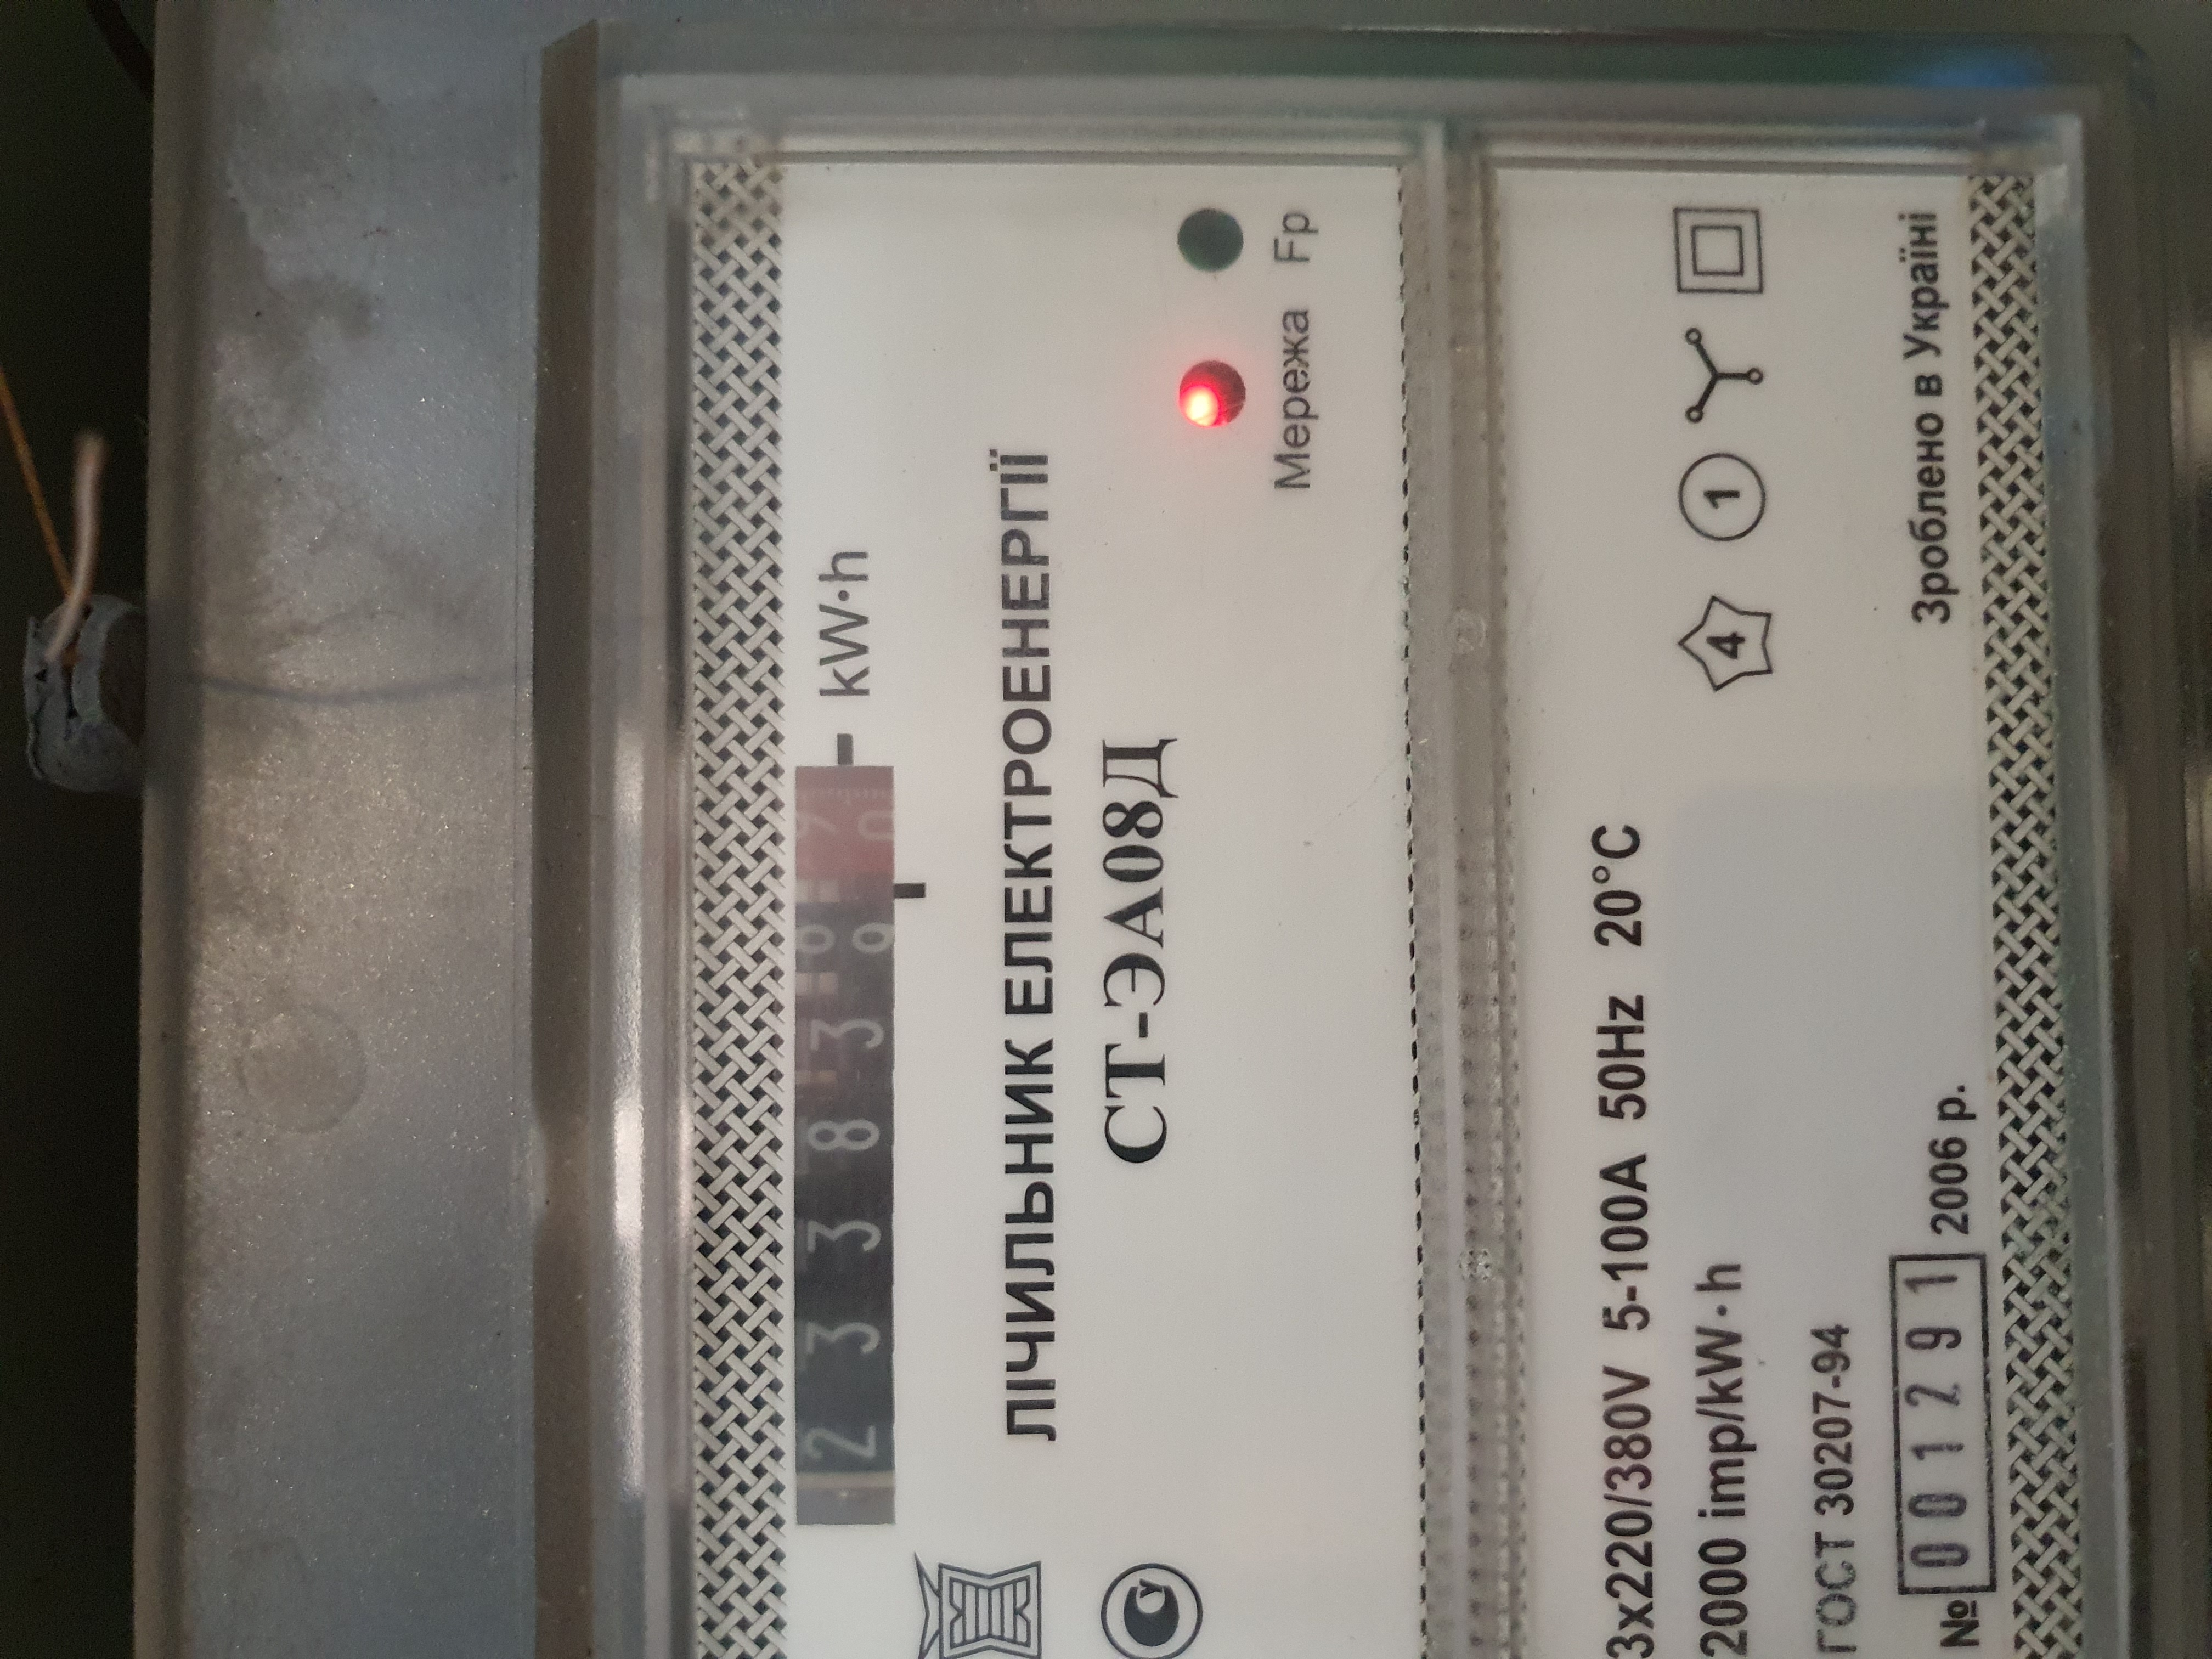 2 3 3 8 3 kW·h
ЛІЧИЛЬНИК ЕЛЕКТРОЕНЕРГІЇ
СТ-ЭА08Д
Мережа Fp
3x220/380V 5-100A 50Hz 20°C
2000 imp/kW·h
4 1
ГОСТ 30207-94
№ 001291 2006 р.
Зроблено в Україні